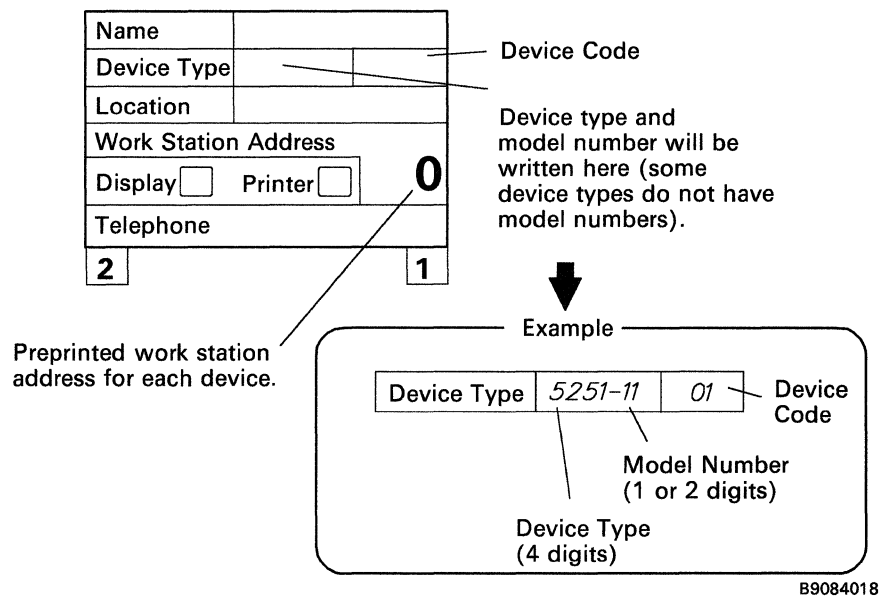 Name
Device Type
Location
Work Station Address
Display Printer
0
Telephone
2 1
Device Code
Device type and
model number will be
written here (some
device types do not have
model numbers).
Preprinted work station
address for each device.
Example
Device Type 5251-11 01
Device
Code
Model Number
(1 or 2 digits)
Device Type
(4 digits)
B9084018